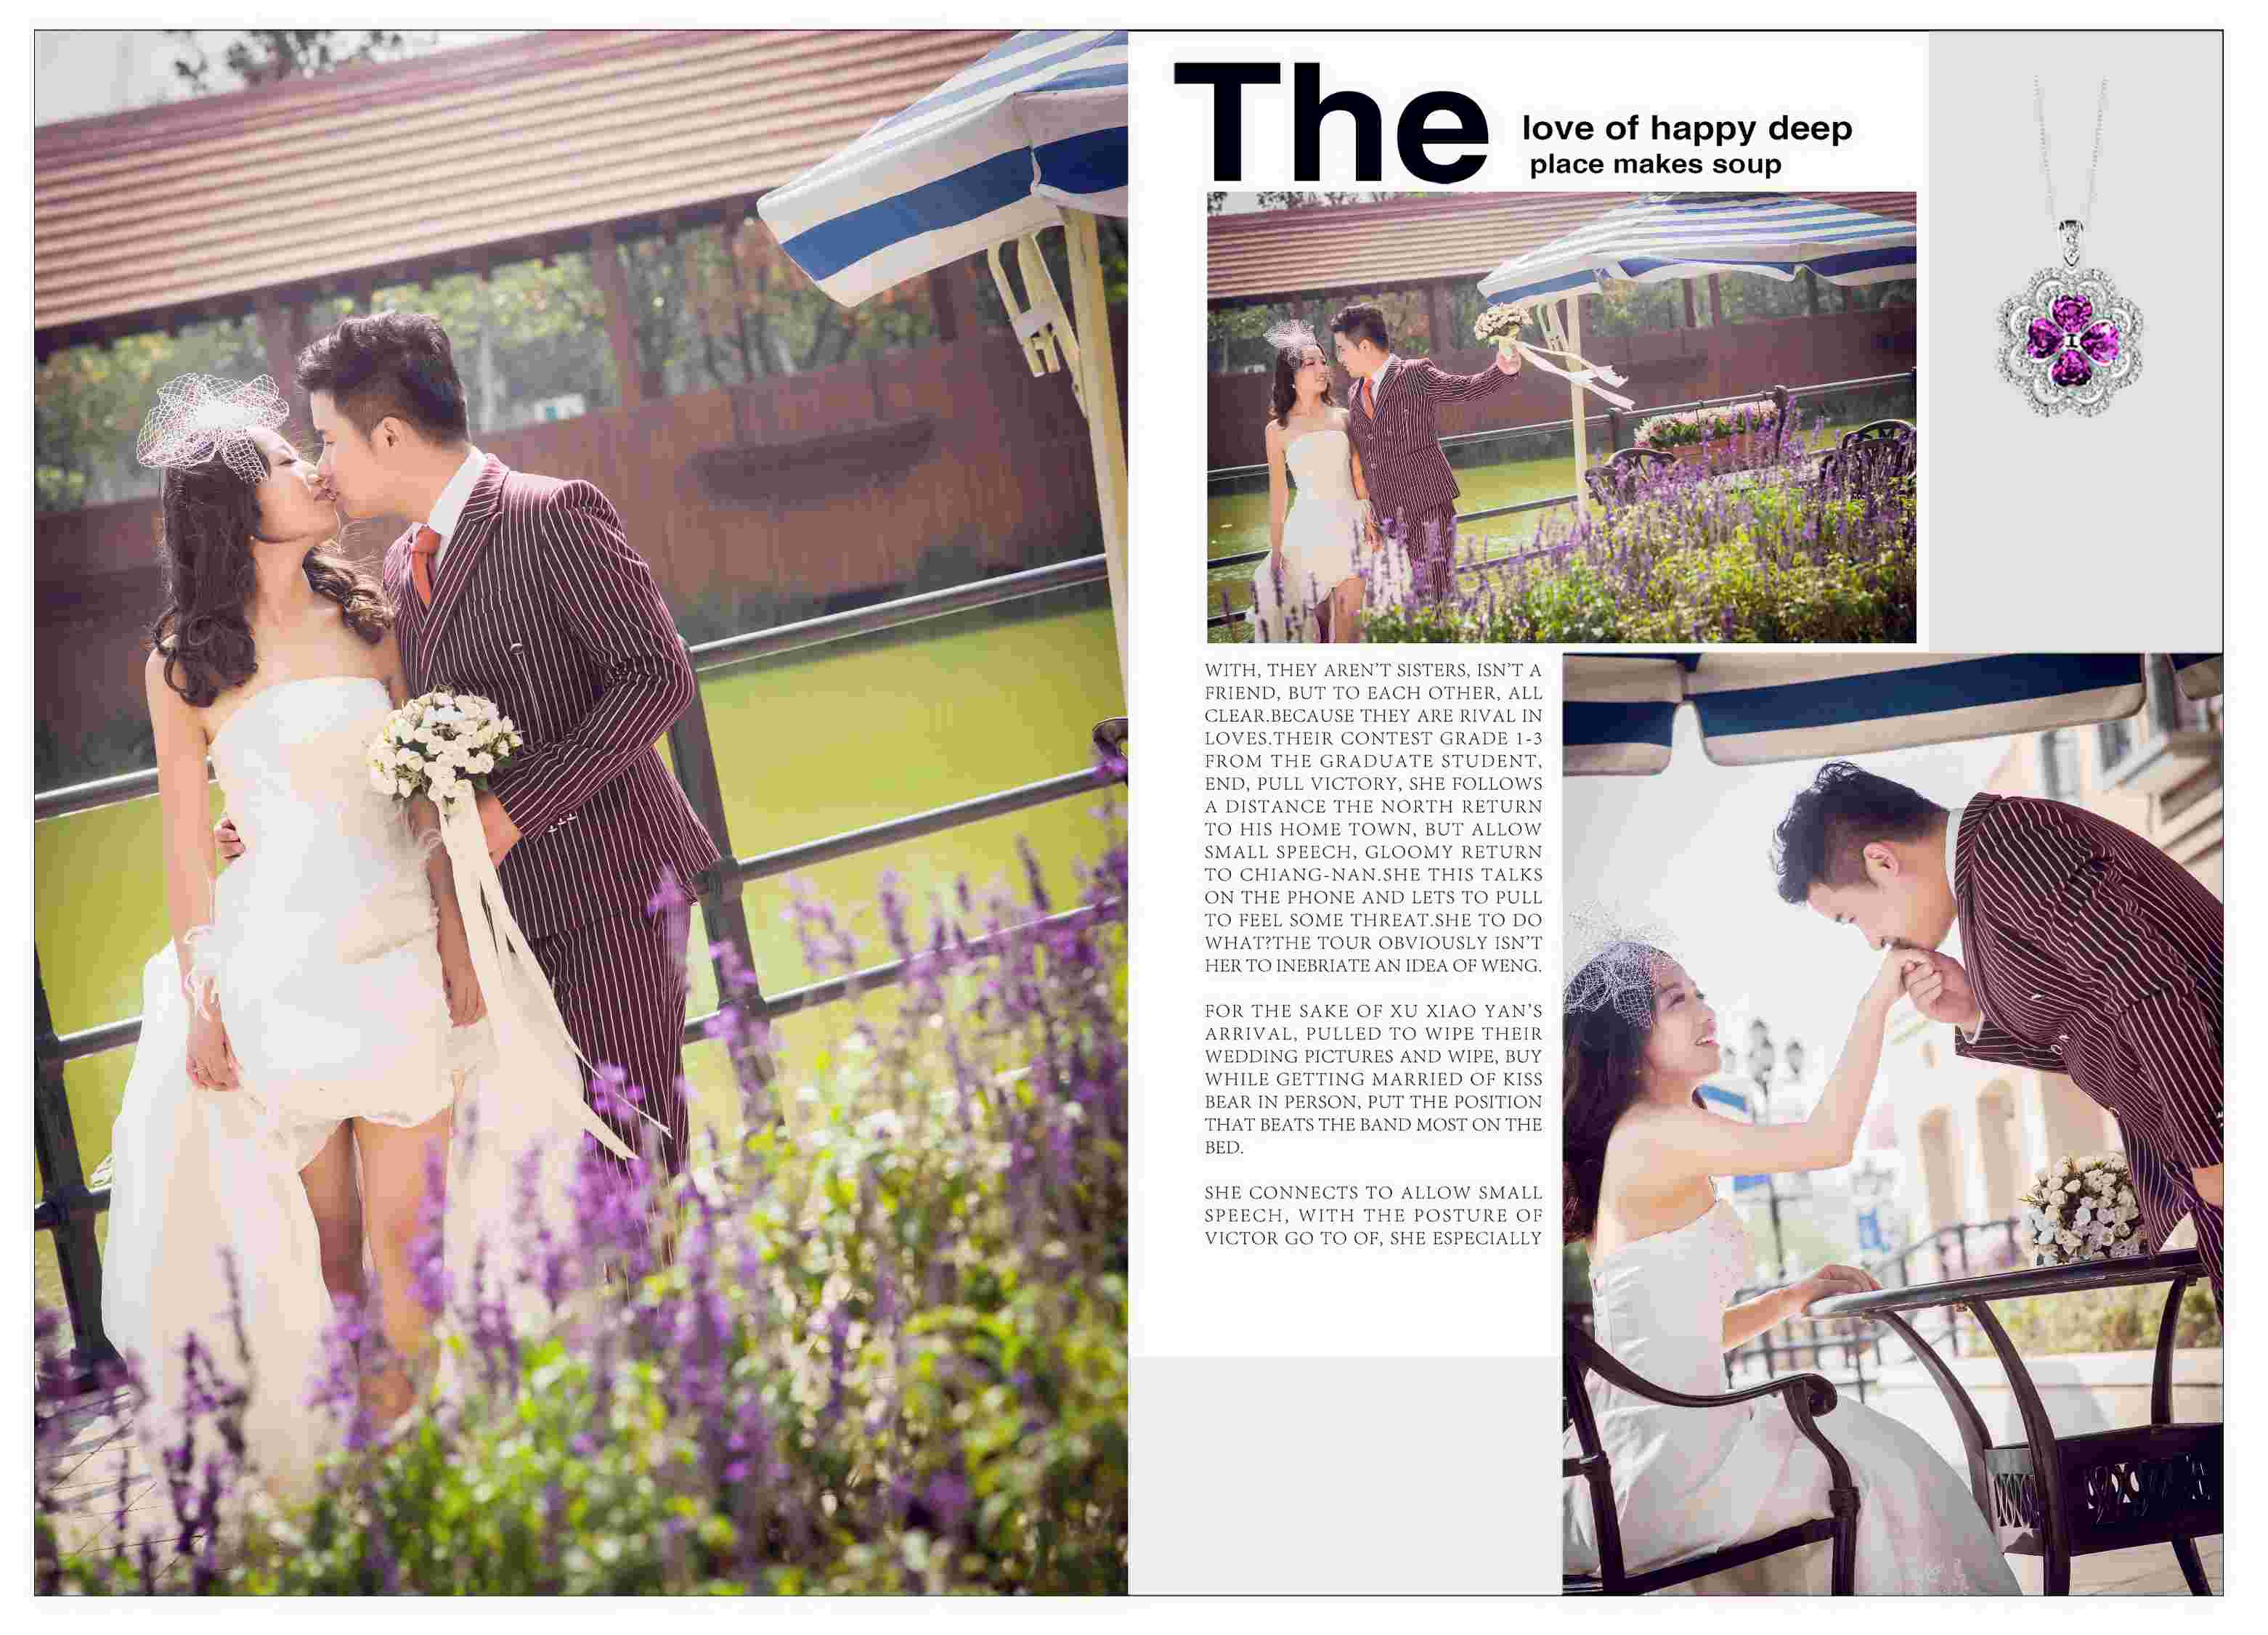 The
love of happy deep
place makes soup
WITH, THEY AREN'T SISTERS, ISN'T A
FRIEND, BUT TO EACH OTHER, ALL
CLEAR.BECAUSE THEY ARE RIVAL IN
LOVES.THEIR CONTEST GRADE 1-3
FROM THE GRADUATE STUDENT,
END, PULL VICTORY, SHE FOLLOWS
A DISTANCE THE NORTH RETURN
TO HIS HOME TOWN, BUT ALLOW
SMALL SPEECH, GLOOMY RETURN
TO CHIANG-NAN.SHE THIS TALKS
ON THE PHONE AND LETS TO PULL
TO FEEL SOME THREAT.SHE TO DO
WHAT?THE TOUR OBVIOUSLY ISN'T
HER TO INEBRIATE AN IDEA OF WENG.
FOR THE SAKE OF XU XIAO YAN'S
ARRIVAL, PULLED TO WIPE THEIR
WEDDING PICTURES AND WIPE, BUY
WHILE GETTING MARRIED OF KISS
BEAR IN PERSON, PUT THE POSITION
THAT BEATS THE BAND MOST ON THE
BED.
SHE CONNECTS TO ALLOW SMALL
SPEECH, WITH THE POSTURE OF
VICTOR GO TO OF, SHE ESPECIALLY